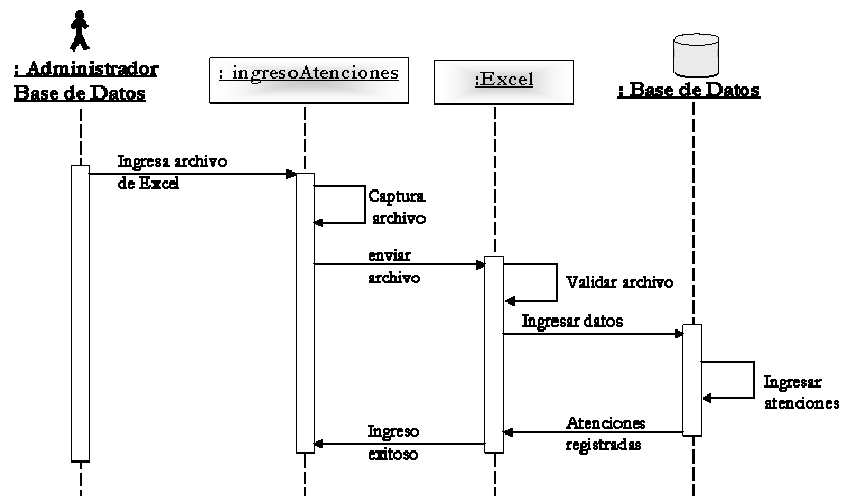 : Administrador
Base de Datos
: ingresoAtenciones
:Excel
: Base de Datos
Ingresa archivo
de Excel
Captura
archivo
enviar
archivo
Validar archivo
Ingresar datos
Ingresar
atenciones
Atenciones
registradas
Ingreso
exitoso